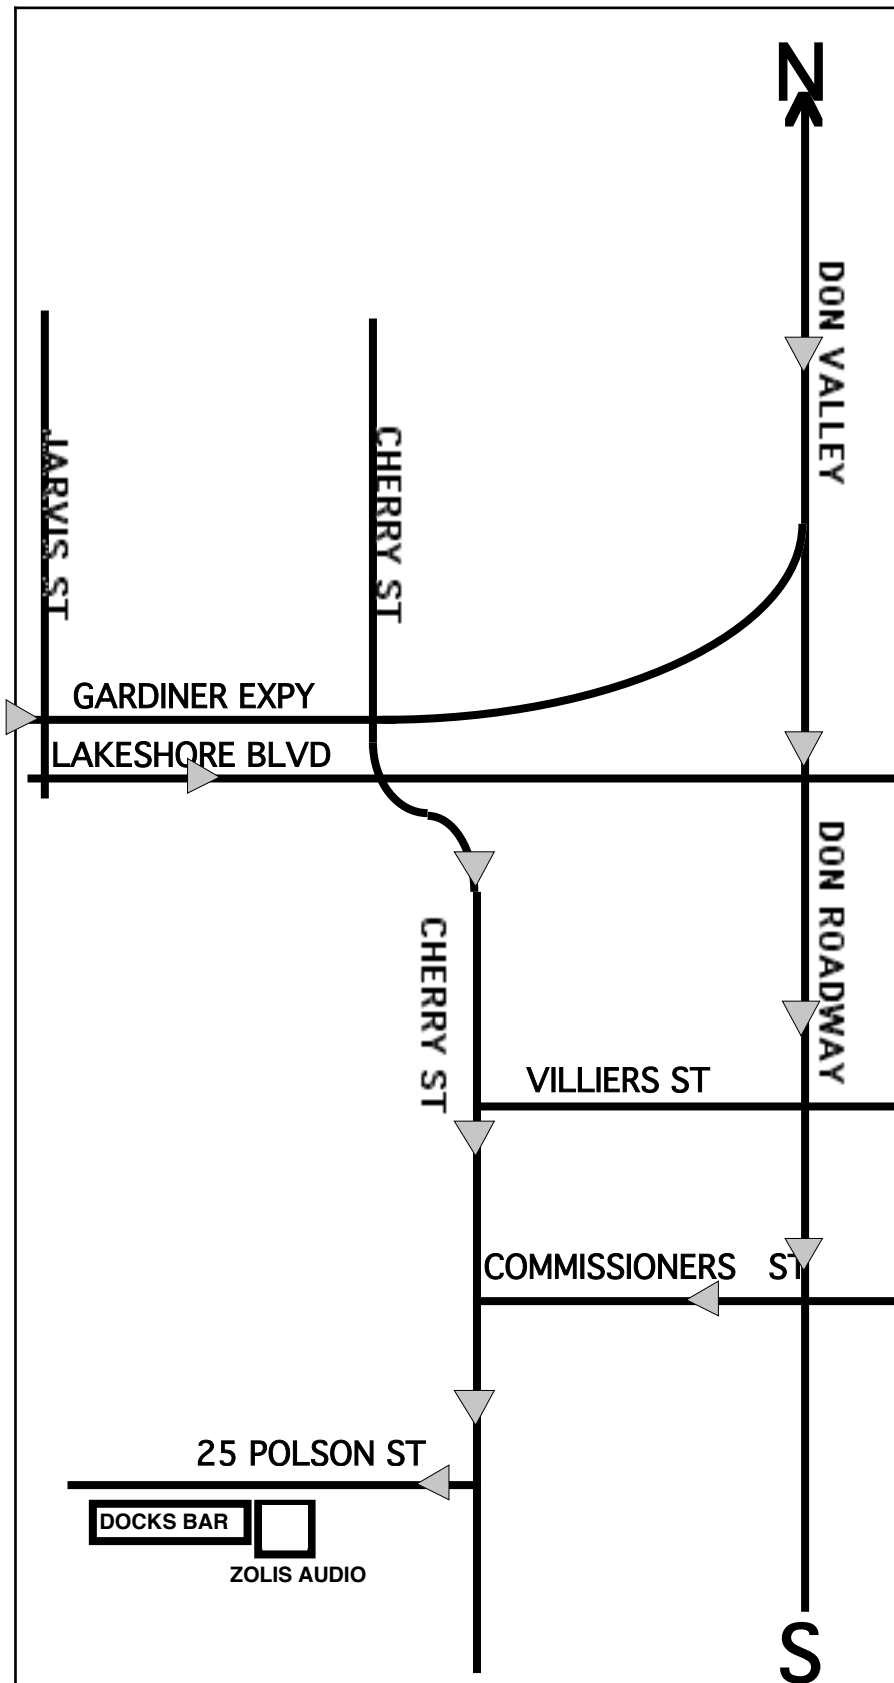 N
DON VALLEY
JARVIS ST
CHERRY ST
GARDINER EXPY
LAKESHORE BLVD
DON ROADWAY
CHERRY ST
VILLIERS ST
COMMISSIONERS ST
25 POLSON ST
DOCKS BAR
ZOLIS AUDIO
S